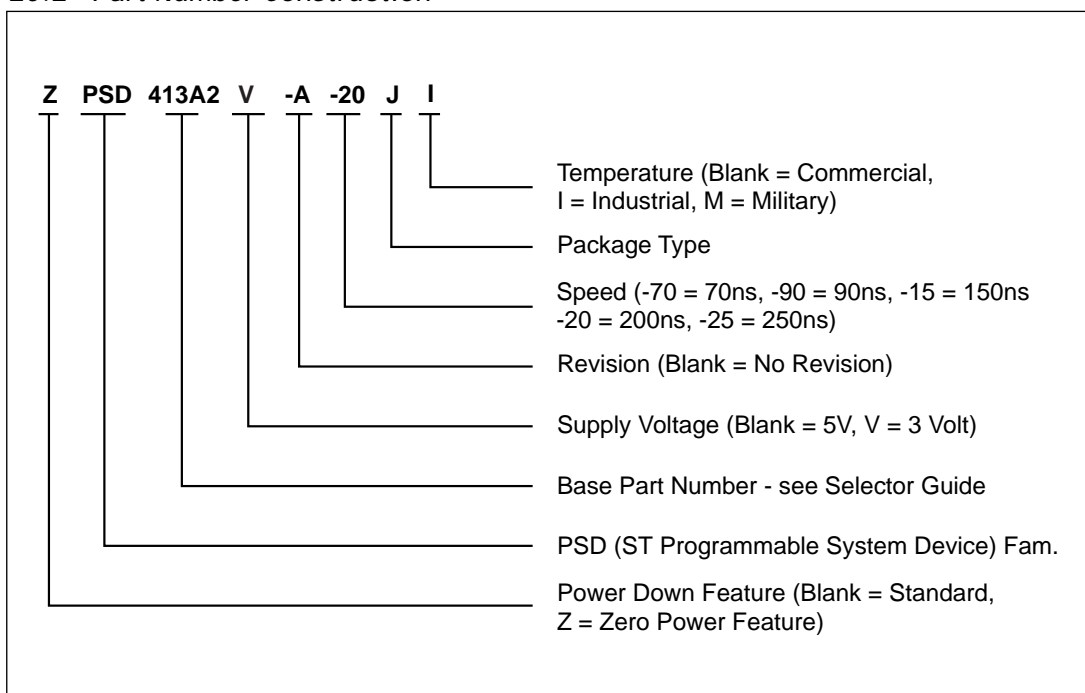 Z PSD 413A2 V -A -20 J I
Temperature (Blank = Commercial,
I = Industrial, M = Military)
Package Type
Speed (-70 = 70ns, -90 = 90ns, -15 = 150ns
-20 = 200ns, -25 = 250ns)
Revision (Blank = No Revision)
Supply Voltage (Blank = 5V, V = 3 Volt)
Base Part Number - see Selector Guide
PSD (ST Programmable System Device) Fam.
Power Down Feature (Blank = Standard,
Z = Zero Power Feature)